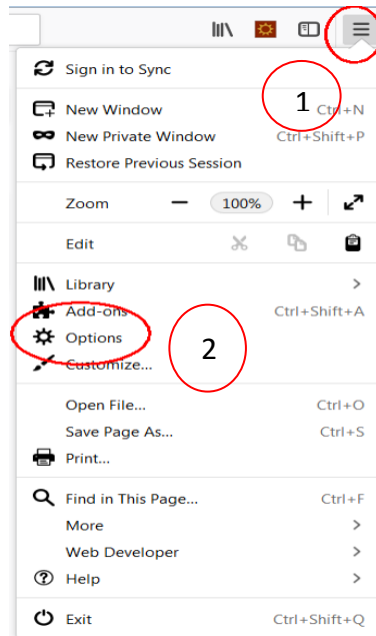 Sign in to Sync
1
New Window Ctrl+N
New Private Window Ctrl+Shift+P
Restore Previous Session
Zoom − 100% +
Edit
Library >
Add-ons Ctrl+Shift+A
Options
2
Customize...
Open File... Ctrl+O
Save Page As... Ctrl+S
Print...
Find in This Page... Ctrl+F
More >
Web Developer >
Help >
Exit Ctrl+Shift+Q